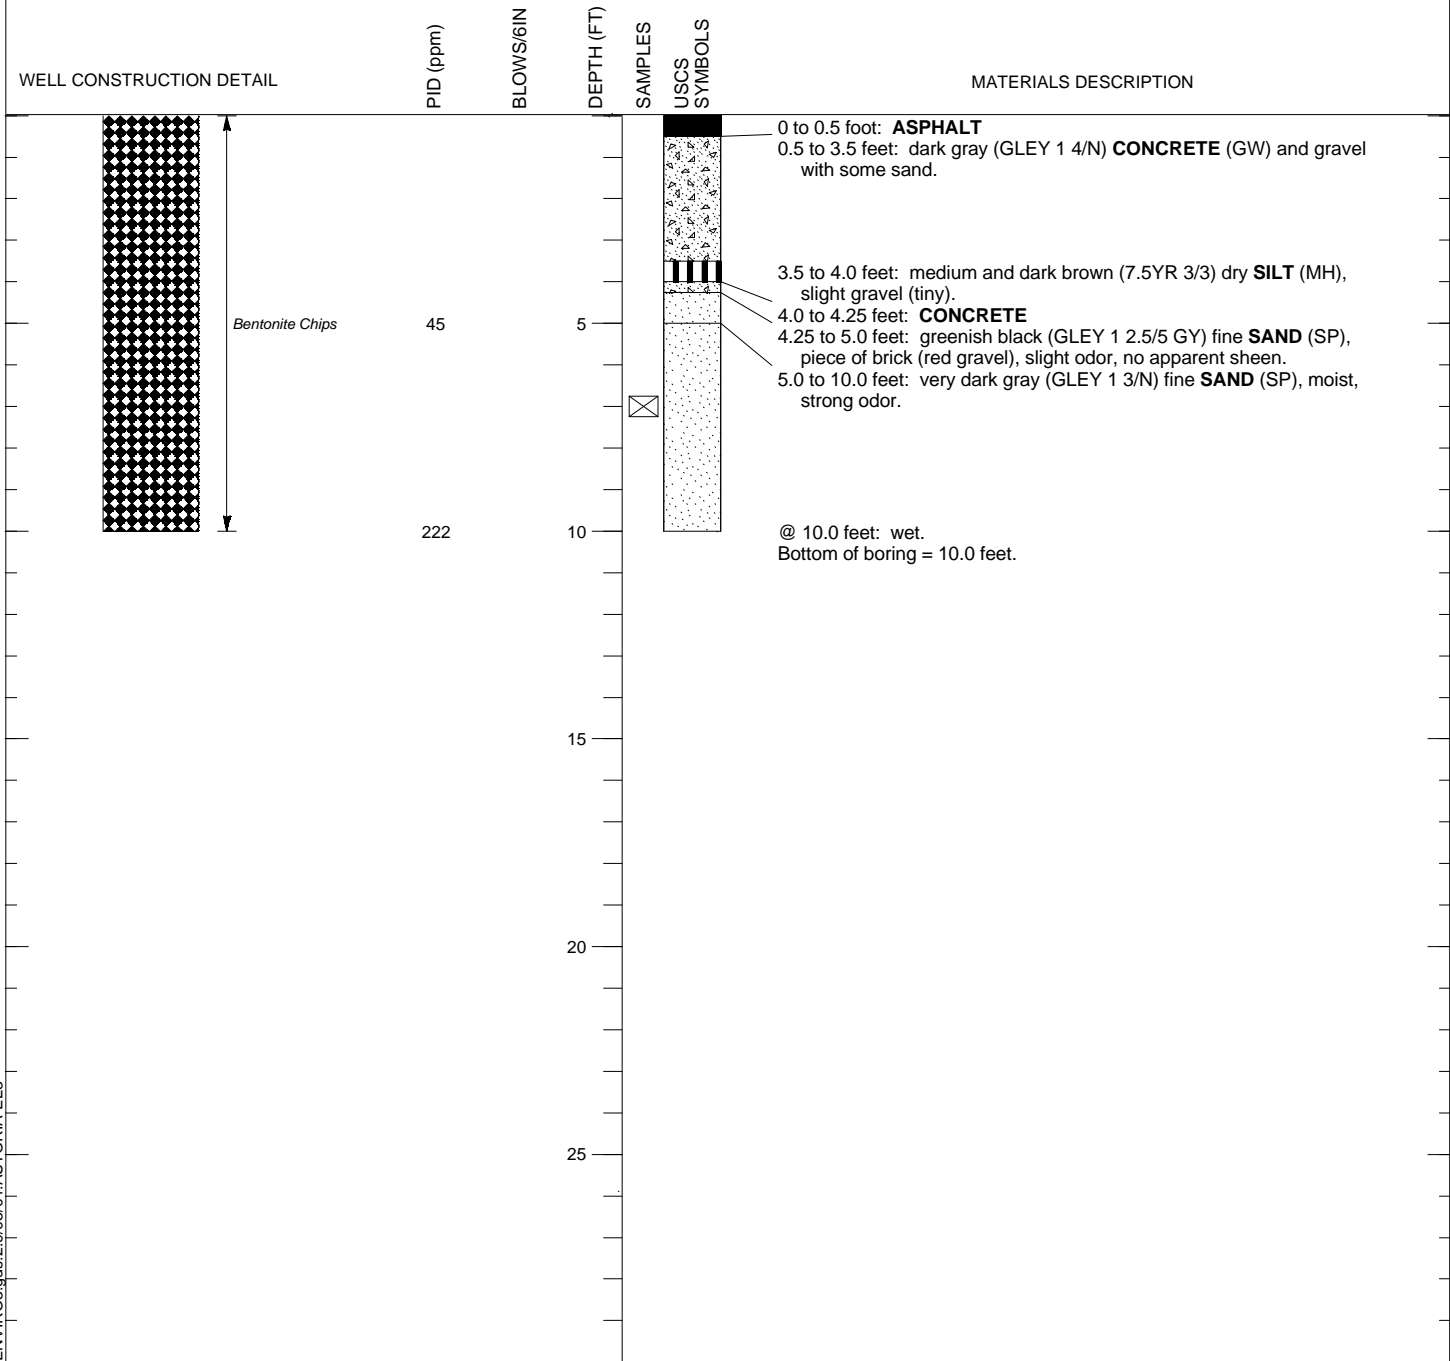 WELL CONSTRUCTION DETAIL
PID (ppm)
BLOWS/6IN
DEPTH (FT)
SAMPLES
USCS
SYMBOLS
MATERIALS DESCRIPTION
0 to 0.5 foot: ASPHALT
0.5 to 3.5 feet: dark gray (GLEY 1 4/N) CONCRETE (GW) and gravel
with some sand.
3.5 to 4.0 feet: medium and dark brown (7.5YR 3/3) dry SILT (MH),
slight gravel (tiny).
4.0 to 4.25 feet: CONCRETE
Bentonite Chips
45
5
4.25 to 5.0 feet: greenish black (GLEY 1 2.5/5 GY) fine SAND (SP),
piece of brick (red gravel), slight odor, no apparent sheen.
5.0 to 10.0 feet: very dark gray (GLEY 1 3/N) fine SAND (SP), moist,
strong odor.
222
10
@ 10.0 feet: wet.
Bottom of boring = 10.0 feet.
15
20
25